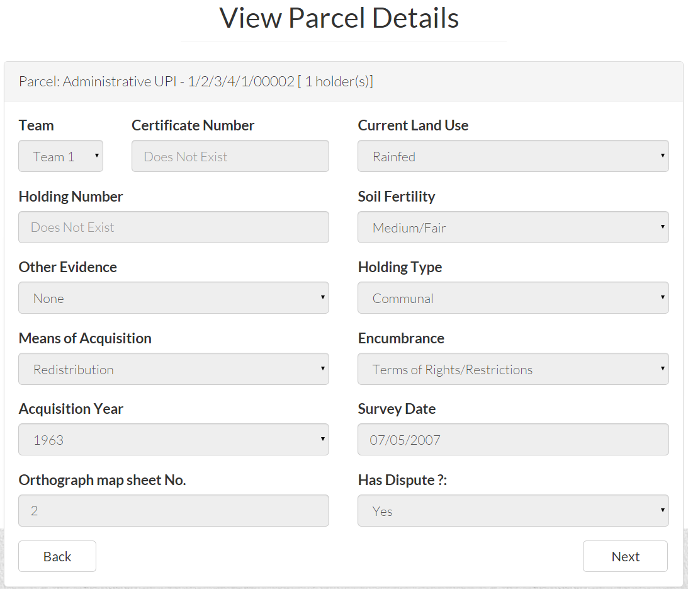 View Parcel Details
Parcel: Administrative UPI - 1/2/3/4/1/00002 [ 1 holder(s)]
Team Certificate Number Current Land Use
Team 1 Does Not Exist Rainfed
Holding Number Soil Fertility
Does Not Exist Medium/Fair
Other Evidence Holding Type
None Communal
Means of Acquisition Encumbrance
Redistribution Terms of Rights/Restrictions
Acquisition Year Survey Date
1963 07/05/2007
Orthograph map sheet No. Has Dispute ?:
2 Yes
Back Next